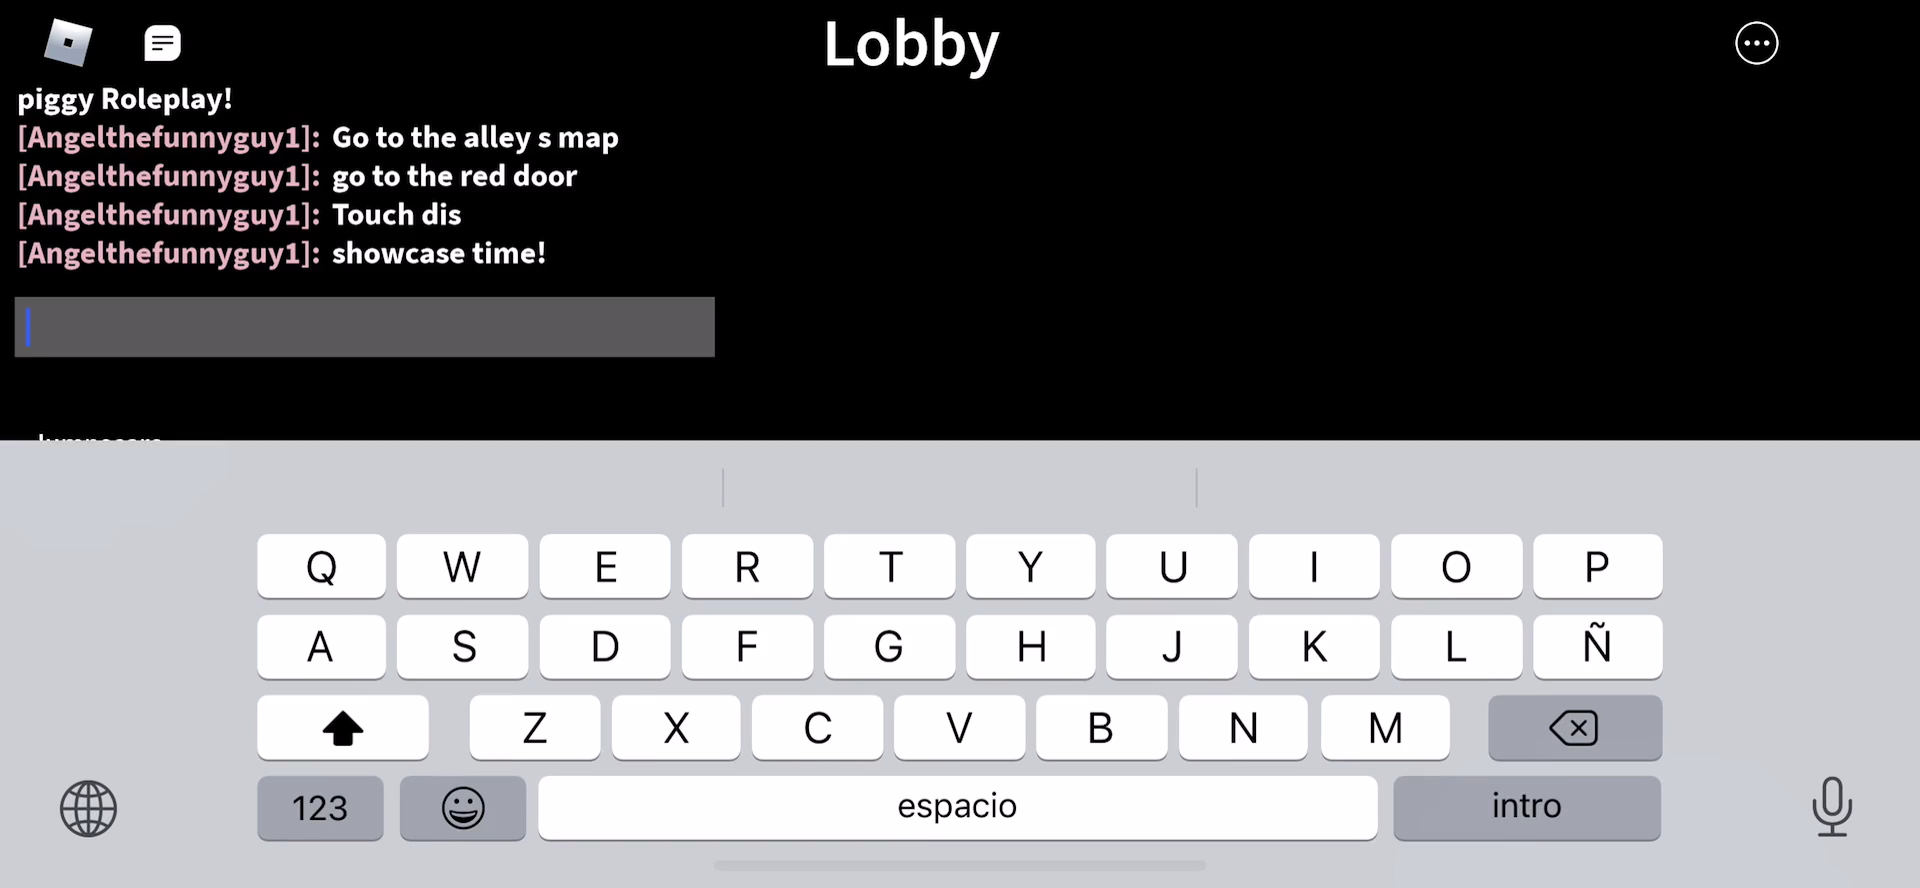 Lobby
piggy Roleplay!
[Angelthefunnyguy1]: Go to the alley s map
[Angelthefunnyguy1]: go to the red door
[Angelthefunnyguy1]: Touch dis
[Angelthefunnyguy1]: showcase time!
Q W E R T Y U I O P
A S D F G H J K L Ñ
Z X C V B N M
123 espacio intro